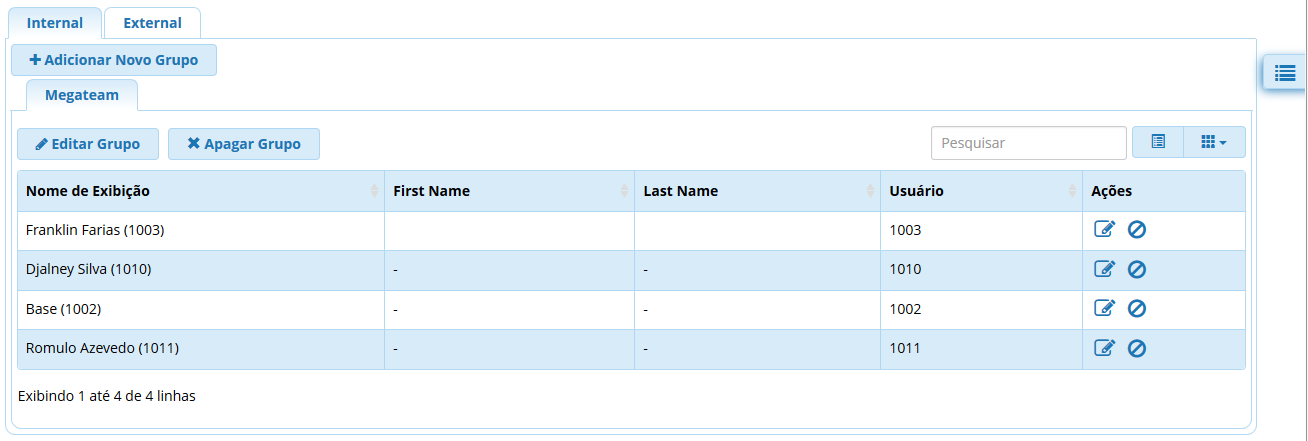 Internal External
Adicionar Novo Grupo
Megateam
Editar Grupo Apagar Grupo Pesquisar
Nome de Exibição First Name Last Name Usuário Ações
Franklin Farias (1003) 1003
Djalney Silva (1010) - - 1010
Base (1002) - - 1002
Romulo Azevedo (1011) - - 1011
Exibindo 1 até 4 de 4 linhas